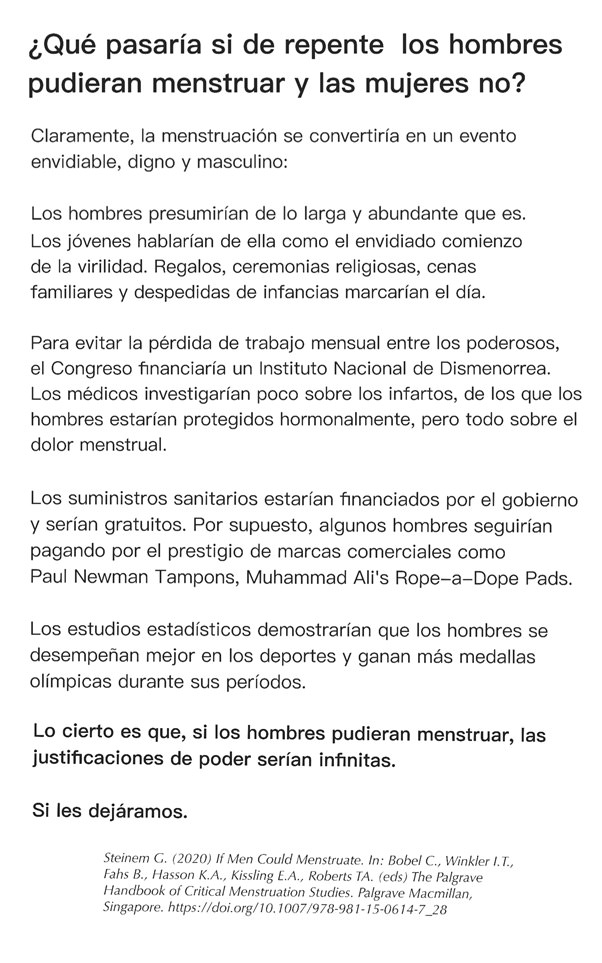 ¿Qué pasaría si de repente los hombres
pudieran menstruar y las mujeres no?
Claramente, la menstruación se convertiría en un evento
envidiable, digno y masculino:
Los hombres presumirían de lo larga y abundante que es.
Los jóvenes hablarían de ella como el envidiado comienzo
de la virilidad. Regalos, ceremonias religiosas, cenas
familiares y despedidas de infancias marcarían el día.
Para evitar la pérdida de trabajo mensual entre los poderosos,
el Congreso financiaría un Instituto Nacional de Dismenorrea.
Los médicos investigarían poco sobre los infartos, de los que los
hombres estarían protegidos hormonalmente, pero todo sobre el
dolor menstrual.
Los suministros sanitarios estarían financiados por el gobierno
y serían gratuitos. Por supuesto, algunos hombres seguirían
pagando por el prestigio de marcas comerciales como
Paul Newman Tampons, Muhammad Ali's Rope-a-Dope Pads.
Los estudios estadísticos demostrarían que los hombres se
desempeñan mejor en los deportes y ganan más medallas
olímpicas durante sus períodos.
Lo cierto es que, si los hombres pudieran menstruar, las
justificaciones de poder serían infinitas.
Si les dejáramos.
Steinem G. (2020) If Men Could Menstruate. In: Bobel C., Winkler I.T.,
Fahs B., Hasson K.A., Kissling E.A., Roberts TA. (eds) The Palgrave
Handbook of Critical Menstruation Studies. Palgrave Macmillan,
Singapore. https://doi.org/10.1007/978-981-15-0614-7_28